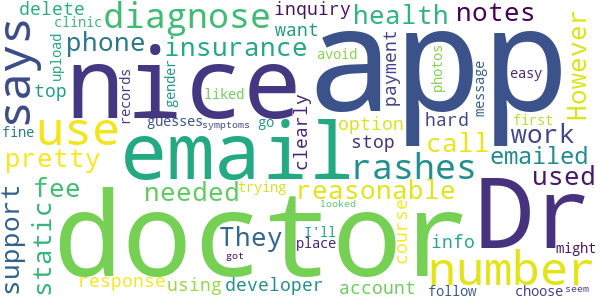 delete
clinic
diagnose
inquiry
health
notes
says
phone
insurance
want
However
upload
top
nice
app
records
gender
liked
avoid
payment
photos
message
easy
fine
use
guesses
symptoms
go
clearly
option
hard
first
stop
call
work
pretty
email
rashes
emailed
support
static
fee
needed
trying
reasonable
used
looked
doctor
Dr
They
I'll
place
course
info
number
might
response
using
developer
got
account
follow
choose
seem